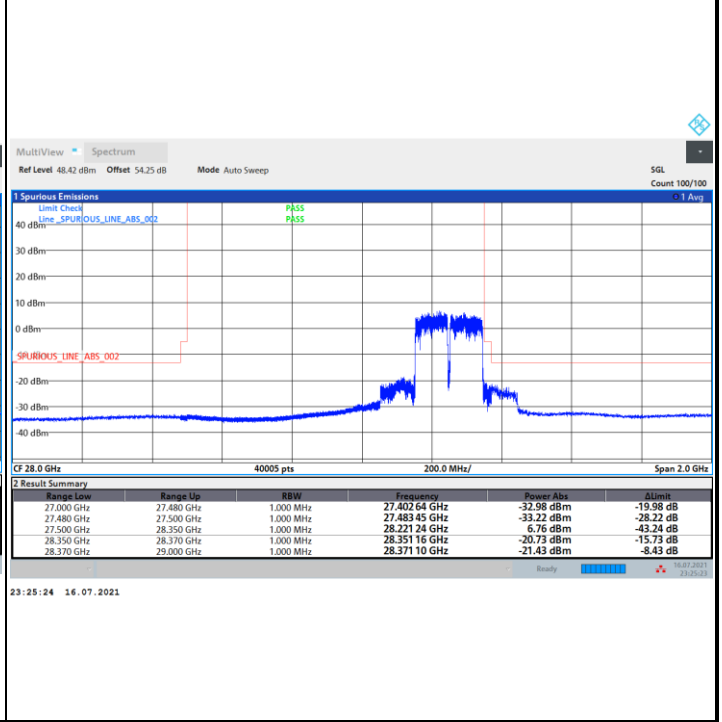 MultiView Spectrum
Ref Level 48.42 dBm Offset 54.25 dB Mode Auto Sweep SGL
Count 100/100
1 Spurious Emissions 1 Avg
Limit Check PASS
Line _SPURIOUS_LINE_ABS_002 PASS
40 dBm
30 dBm
20 dBm
10 dBm
0 dBm
SPURIOUS_LINE_ABS_002
-20 dBm
-30 dBm
-40 dBm
CF 28.0 GHz 40005 pts 200.0 MHz/ Span 2.0 GHz
2 Result Summary
Range Low Range Up RBW Frequency Power Abs ΔLimit
27.000 GHz 27.480 GHz 1.000 MHz 27.402 64 GHz -32.98 dBm -19.98 dB
27.480 GHz 27.500 GHz 1.000 MHz 27.483 45 GHz -33.22 dBm -28.22 dB
27.500 GHz 28.350 GHz 1.000 MHz 28.221 24 GHz 6.76 dBm -43.24 dB
28.350 GHz 28.370 GHz 1.000 MHz 28.351 16 GHz -20.73 dBm -15.73 dB
28.370 GHz 29.000 GHz 1.000 MHz 28.371 10 GHz -21.43 dBm -8.43 dB
Ready 16.07.2021
23:25:23
23:25:24 16.07.2021